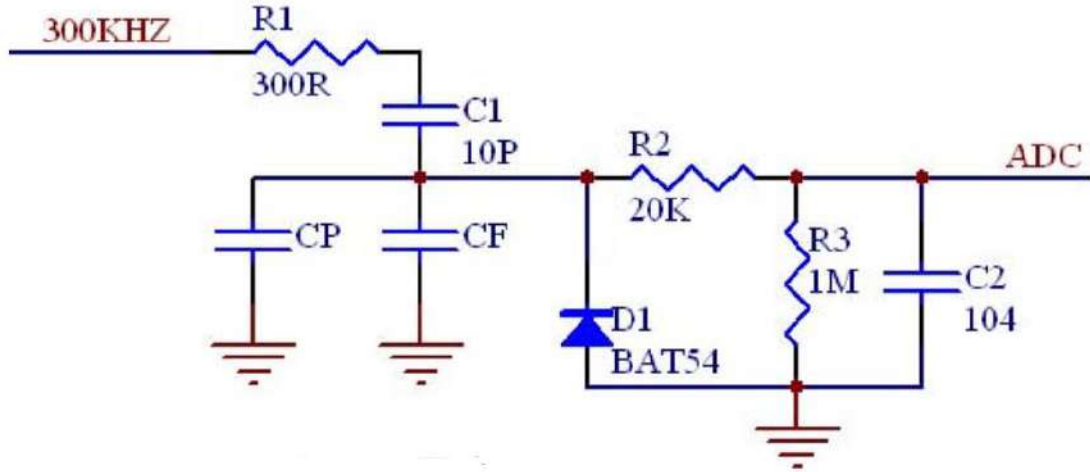 300KHZ
R1
300R
C1
10P
R2
20K
ADC
CP
CF
R3
1M
C2
104
D1
BAT54